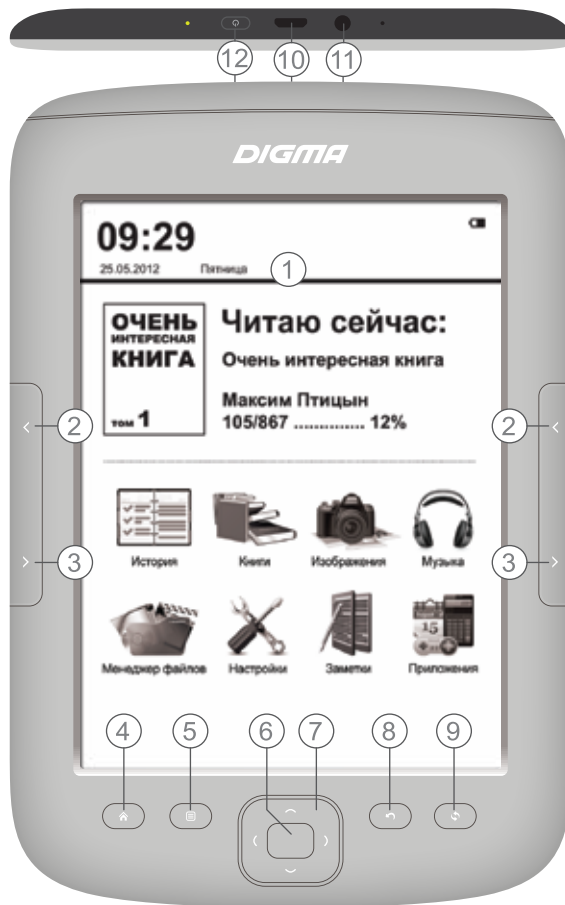 12 10 11
DIGMA
09:29
25.05.2012 Пятница
1
ОЧЕНЬ
ИНТЕРЕСНАЯ
КНИГА
том 1
Читаю сейчас:
Очень интересная книга
Максим Птицын
105/867 .............. 12%
2 2
3 3
История Книги Изображения Музыка
15
Менеджер файлов Настройки Заметки Приложения
4 5 6 7 8 9